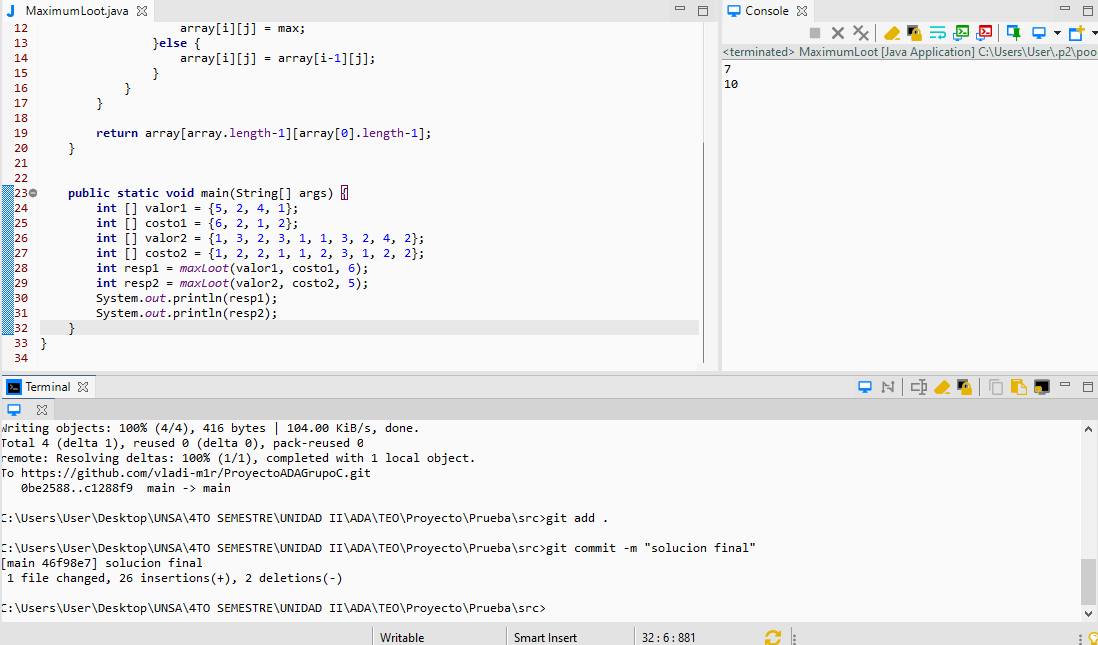 MaximumLoot.java
12 array[i][j] = max;
13 }else {
14 array[i][j] = array[i-1][j];
15 }
16 }
17 }
18
19 return array[array.length-1][array[0].length-1];
20 }
21
22
23 public static void main(String[] args) {
24 int [] valor1 = {5, 2, 4, 1};
25 int [] costo1 = {6, 2, 1, 2};
26 int [] valor2 = {1, 3, 2, 3, 1, 1, 3, 2, 4, 2};
27 int [] costo2 = {1, 2, 2, 1, 1, 2, 3, 1, 2, 2};
28 int resp1 = maxLoot(valor1, costo1, 6);
29 int resp2 = maxLoot(valor2, costo2, 5);
30 System.out.println(resp1);
31 System.out.println(resp2);
32 }
33 }
34
Console
<terminated> MaximumLoot [Java Application] C:\Users\User\.p2\poo
7
10
Terminal
Writing objects: 100% (4/4), 416 bytes | 104.00 KiB/s, done.
Total 4 (delta 1), reused 0 (delta 0), pack-reused 0
remote: Resolving deltas: 100% (1/1), completed with 1 local object.
To https://github.com/vladi-m1r/ProyectoADAGrupoC.git
0be2588..c1288f9 main -> main
C:\Users\User\Desktop\UNSA\4TO SEMESTRE\UNIDAD II\ADA\TEO\Proyecto\Prueba\src>git add .
C:\Users\User\Desktop\UNSA\4TO SEMESTRE\UNIDAD II\ADA\TEO\Proyecto\Prueba\src>git commit -m "solucion final"
[main 46f98e7] solucion final
1 file changed, 26 insertions(+), 2 deletions(-)
C:\Users\User\Desktop\UNSA\4TO SEMESTRE\UNIDAD II\ADA\TEO\Proyecto\Prueba\src>
Writable Smart Insert 32 : 6 : 881